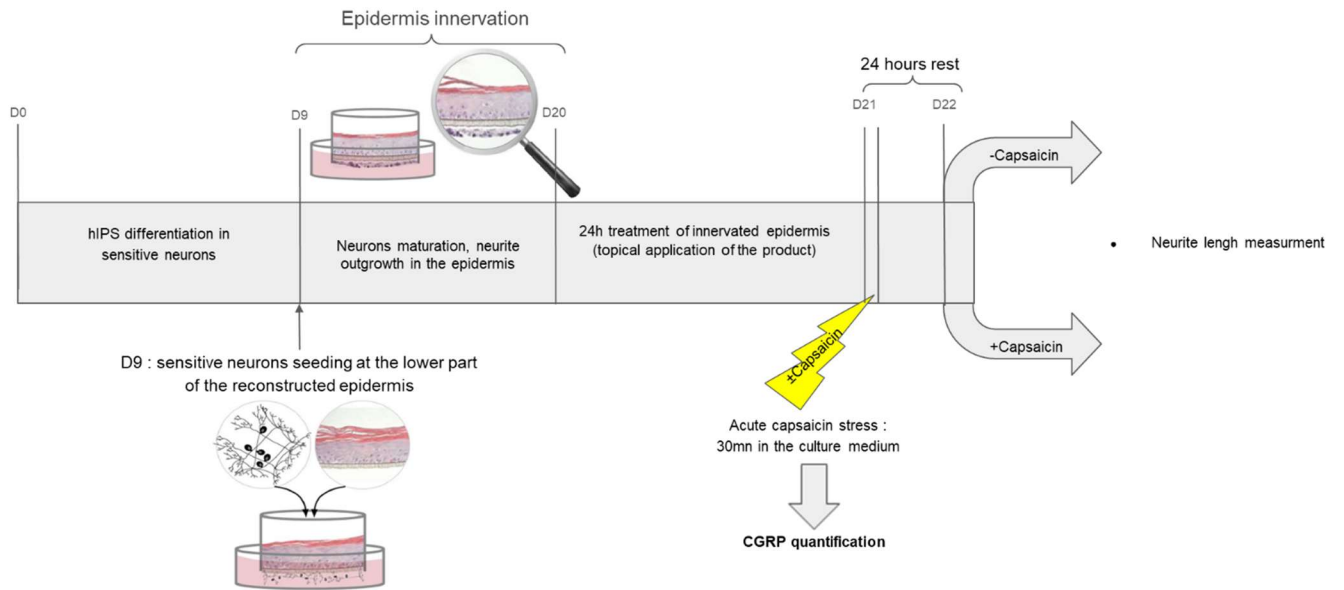 Epidermis innervation
24 hours rest
D0
D9
D20
D21
D22
-Capsaicin
hIPS differentiation in
sensitive neurons
Neurons maturation, neurite
outgrowth in the epidermis
24h treatment of innervated epidermis
(topical application of the product)
• Neurite lengh measurment
+Capsaicin
±Capsaicin
D9 : sensitive neurons seeding at the lower part
of the reconstructed epidermis
Acute capsaicin stress :
30mn in the culture medium
CGRP quantification